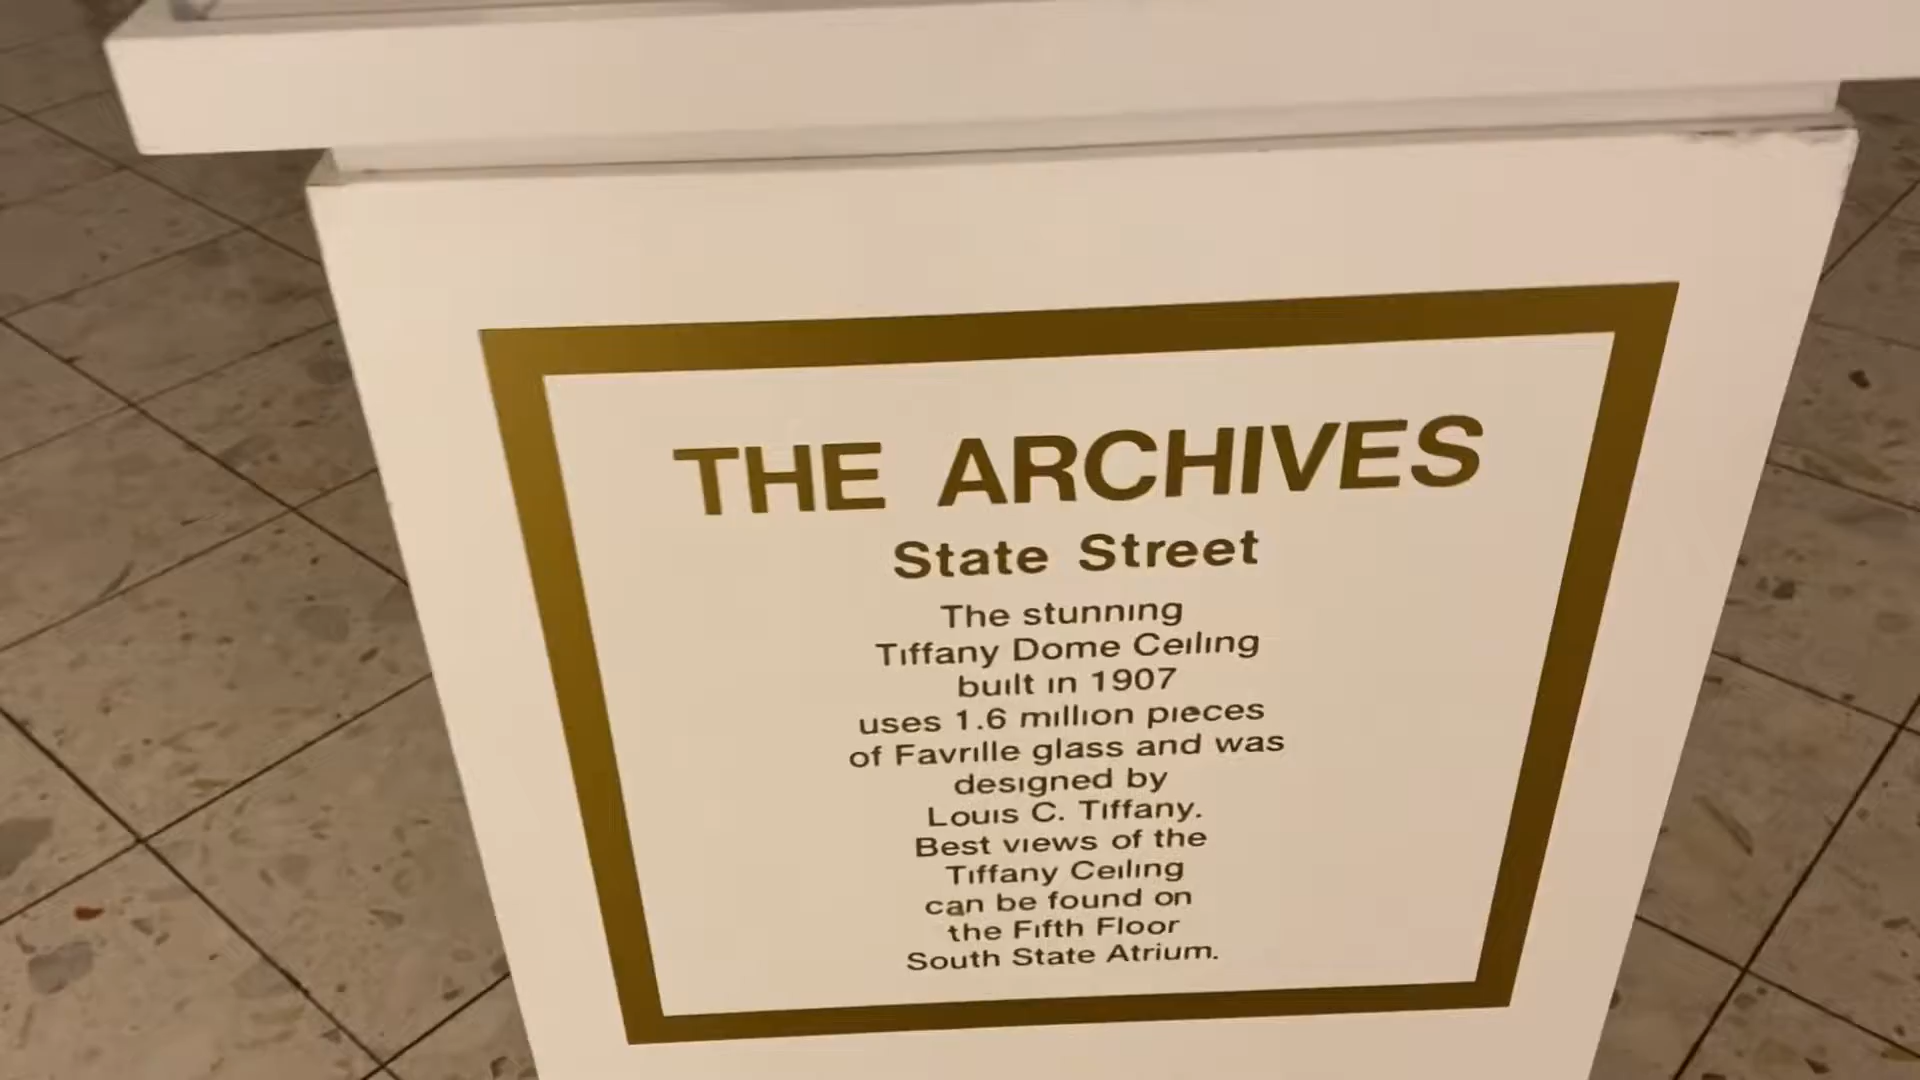 THE ARCHIVES
State Street
The stunning
Tiffany Dome Ceiling
built in 1907
uses 1.6 million pieces
of Favrille glass and was
designed by
Louis C. Tiffany.
Best views of the
Tiffany Ceiling
can be found on
the Fifth Floor
South State Atrium.